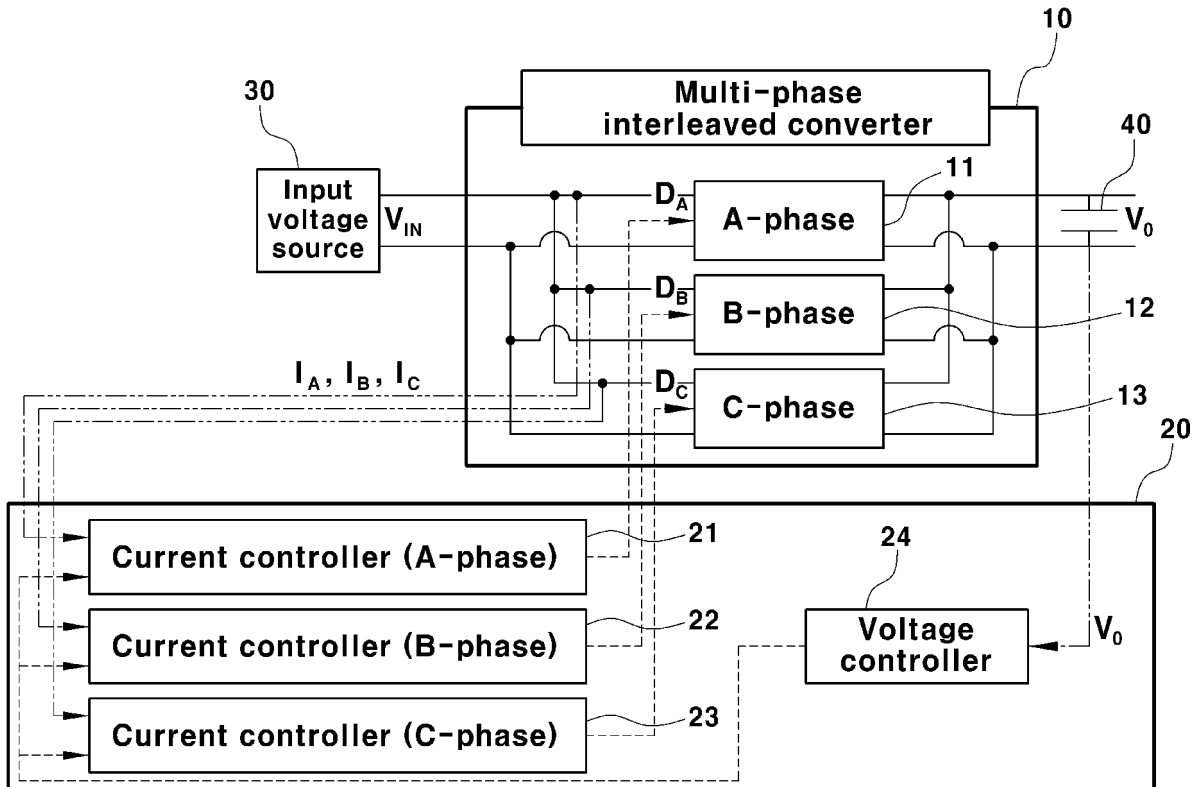 10
Multi-phase
interleaved converter
30
40
Input
voltage
source
V_IN
11
D_A
A-phase
V_0
D_B
B-phase
12
I_A, I_B, I_C
D_C
C-phase
13
20
Current controller (A-phase)
21
24
Current controller (B-phase)
22
Voltage
controller
V_0
Current controller (C-phase)
23